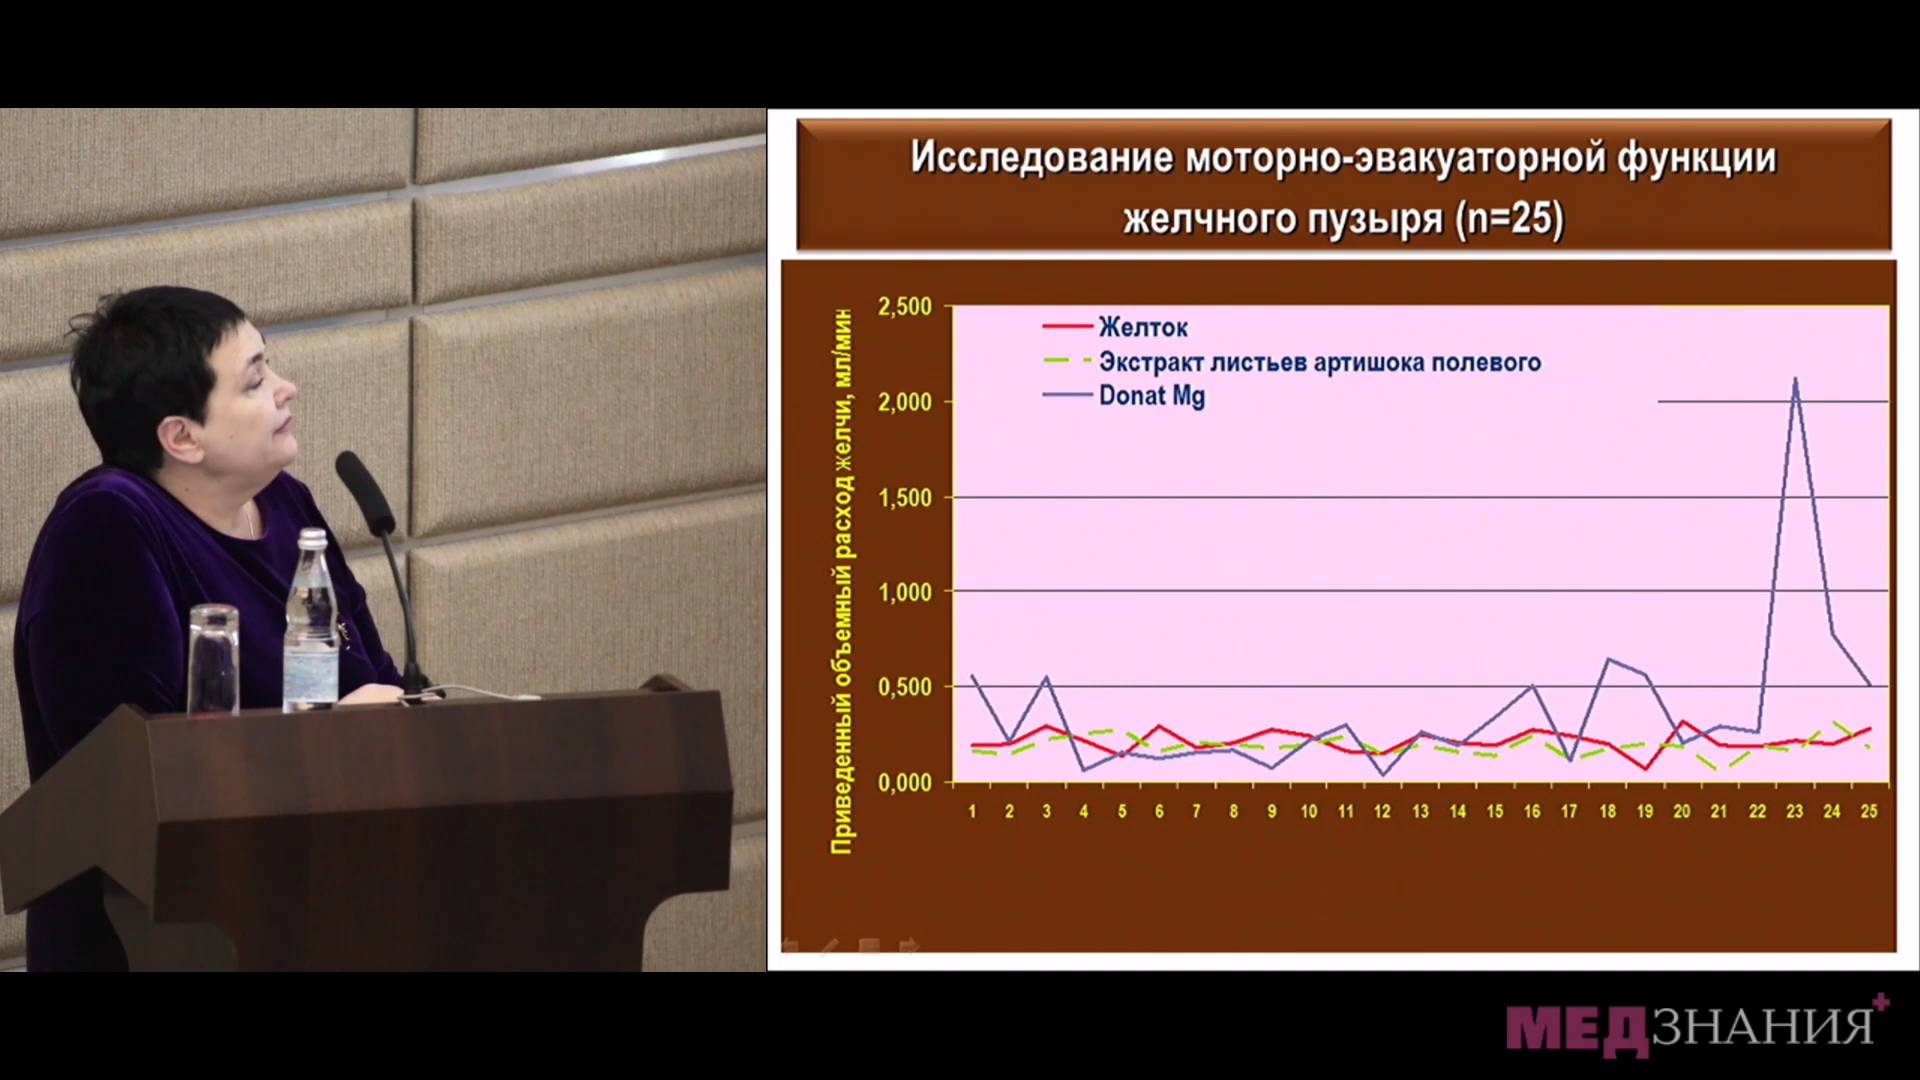 Исследование моторно-эвакуаторной функции
желчного пузыря (n=25)
Приведенный объемный расход желчи, мл/мин
2,500
2,000
1,500
1,000
0,500
0,000
Желток
Экстракт листьев артишока полевого
Donat Mg
1 2 3 4 5 6 7 8 9 10 11 12 13 14 15 16 17 18 19 20 21 22 23 24 25
МЕДЗНАНИЯ+